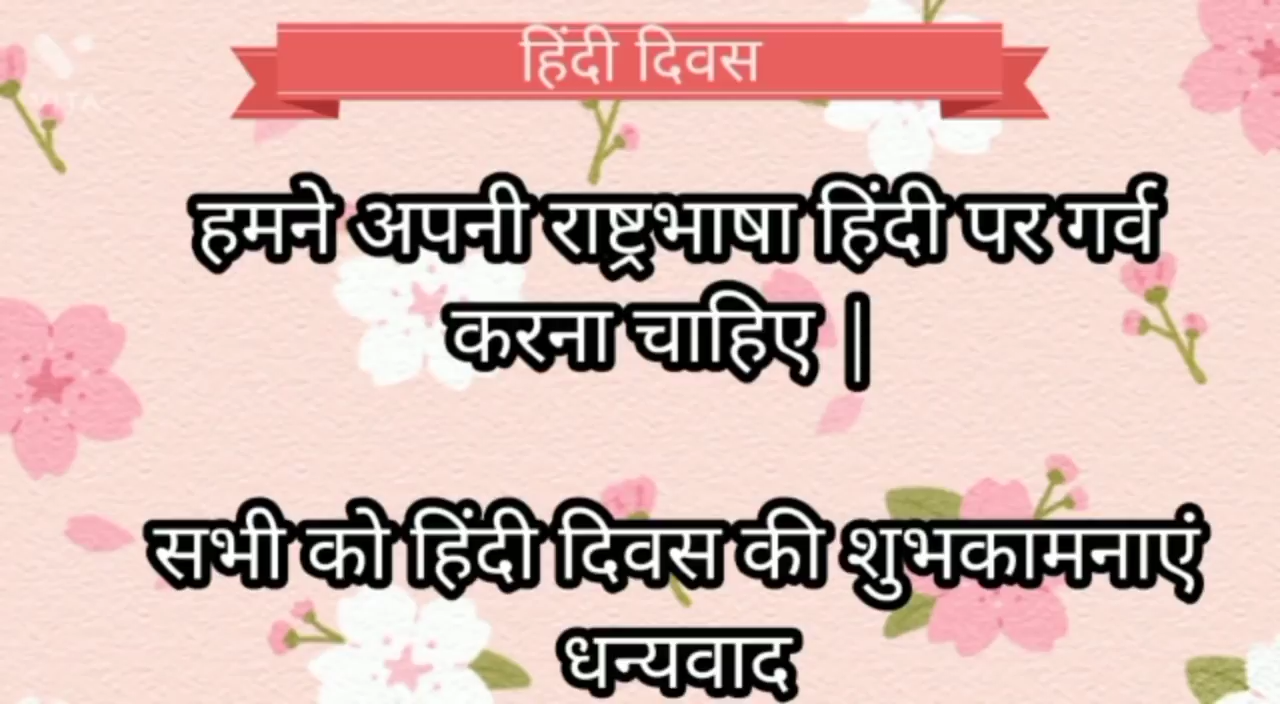 हिंदी दिवस
हमने अपनी राष्ट्रभाषा हिंदी पर गर्व
करना चाहिए |
सभी को हिंदी दिवस की शुभकामनाएं
धन्यवाद